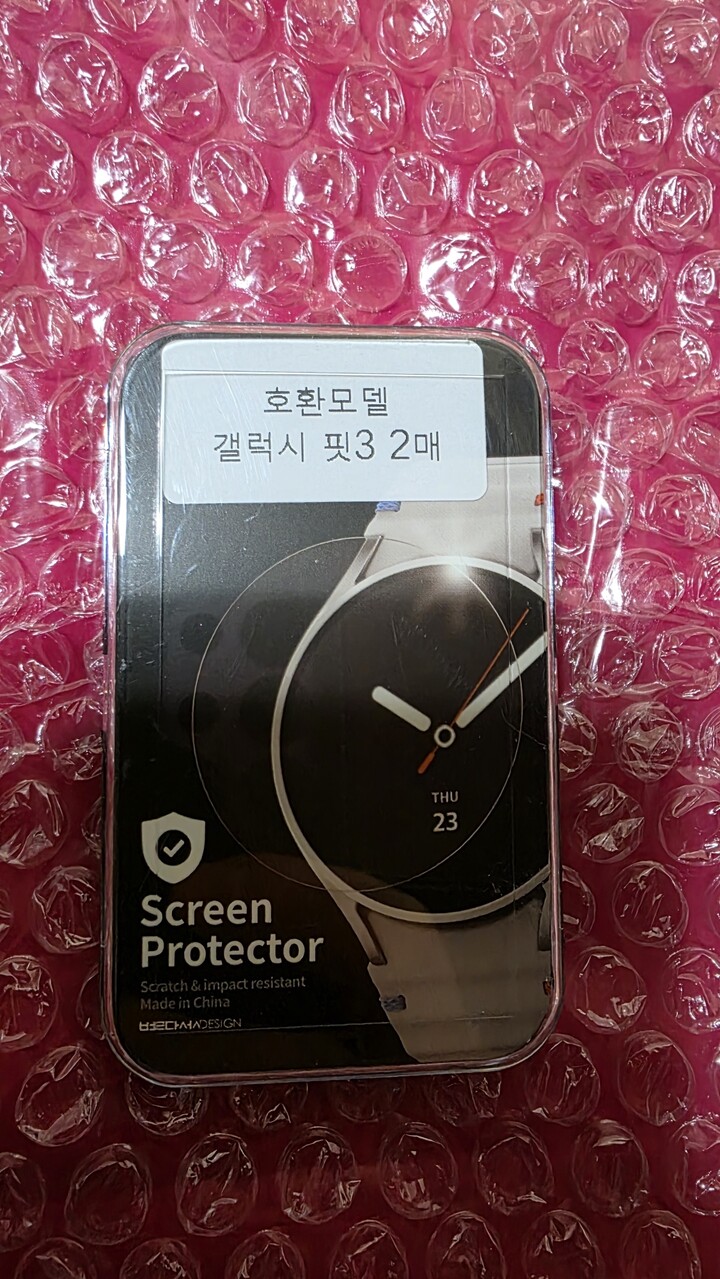 호환모델
갤럭시 핏3 2매
THU
23
Screen
Protector
Scratch & impact resistant
Made in China
DESIGN